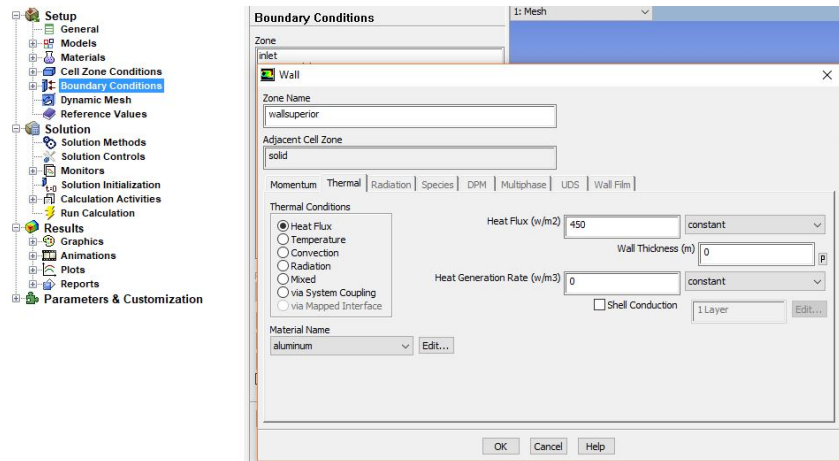 Setup
General
Models
Materials
Cell Zone Conditions
Boundary Conditions
Dynamic Mesh
Reference Values
Solution
Solution Methods
Solution Controls
Monitors
Solution Initialization
Calculation Activities
Run Calculation
Results
Graphics
Animations
Plots
Reports
Parameters & Customization
Boundary Conditions
1: Mesh
Zone
inlet
Wall
Zone Name
wallsuperior
Adjacent Cell Zone
solid
Momentum Thermal Radiation Species DPM Multiphase UDS Wall Film
Thermal Conditions
Heat Flux
Temperature
Convection
Radiation
Mixed
via System Coupling
via Mapped Interface
Heat Flux (w/m2) 450 constant
Wall Thickness (m) 0 P
Heat Generation Rate (w/m3) 0 constant
Shell Conduction 1 Layer Edit...
Material Name
aluminum Edit...
OK Cancel Help